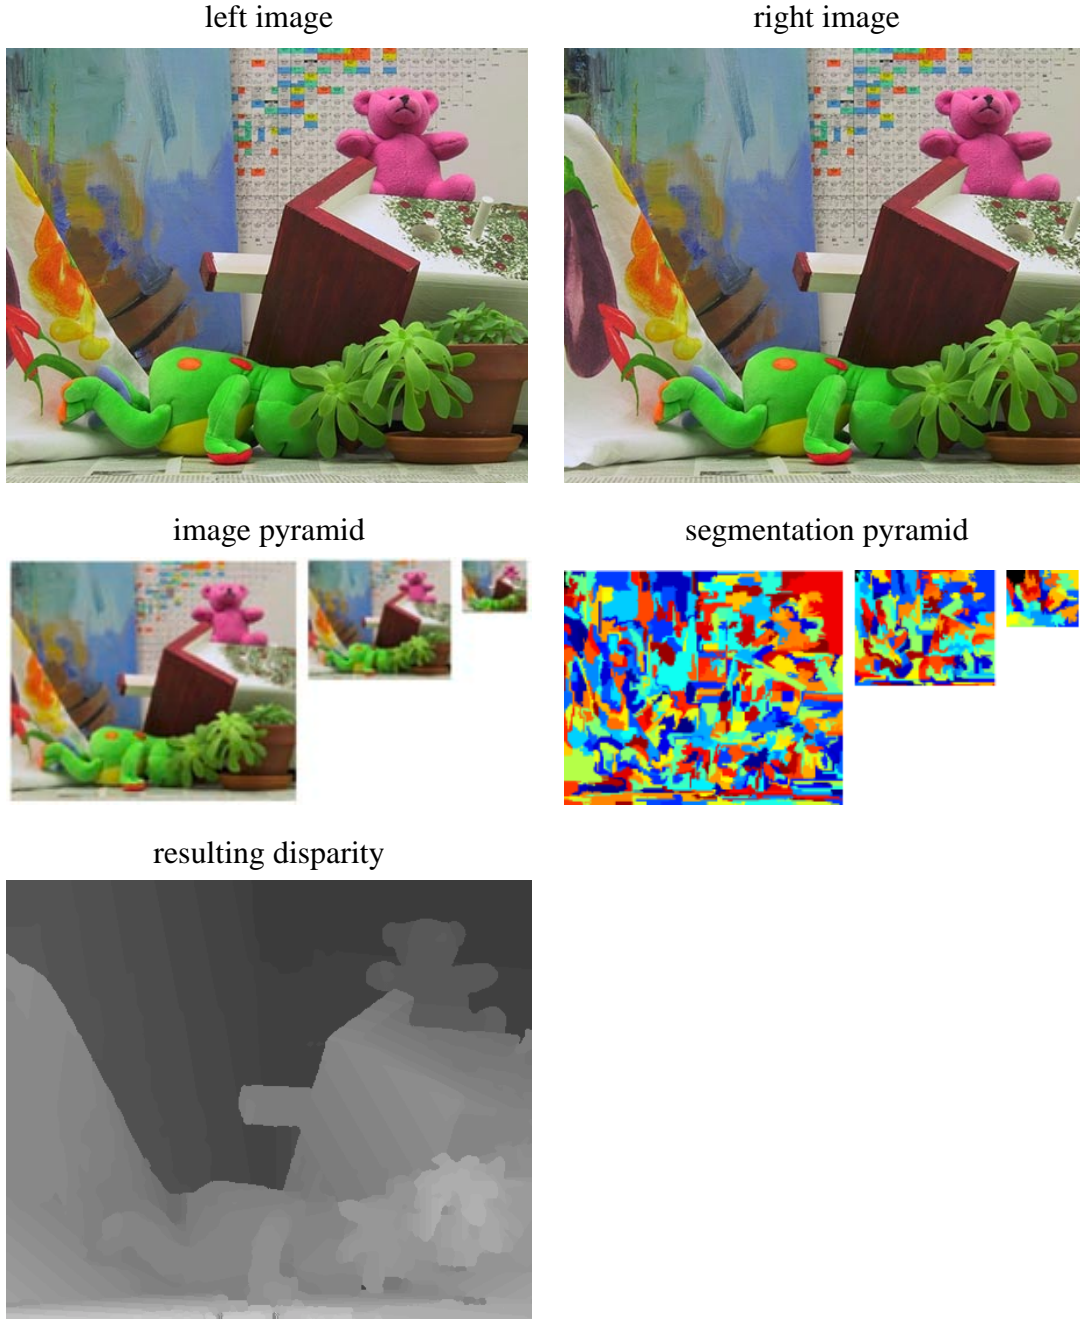 left image
right image
image pyramid
segmentation pyramid
resulting disparity